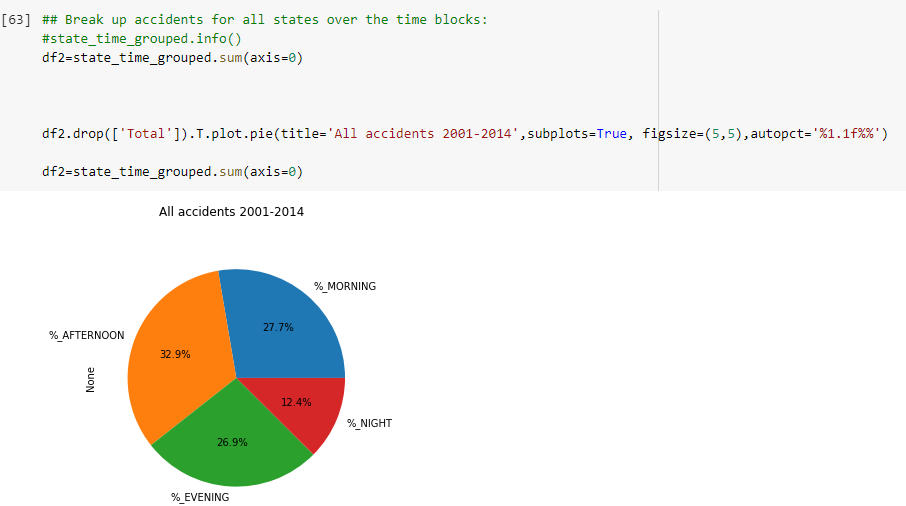 [63] ## Break up accidents for all states over the time blocks:
#state_time_grouped.info()
df2=state_time_grouped.sum(axis=0)
df2.drop(['Total']).T.plot.pie(title='All accidents 2001-2014',subplots=True, figsize=(5,5),autopct='%1.1f%%')
df2=state_time_grouped.sum(axis=0)
All accidents 2001-2014
%_MORNING
27.7%
%_AFTERNOON
32.9%
None
12.4%
%_NIGHT
26.9%
%_EVENING